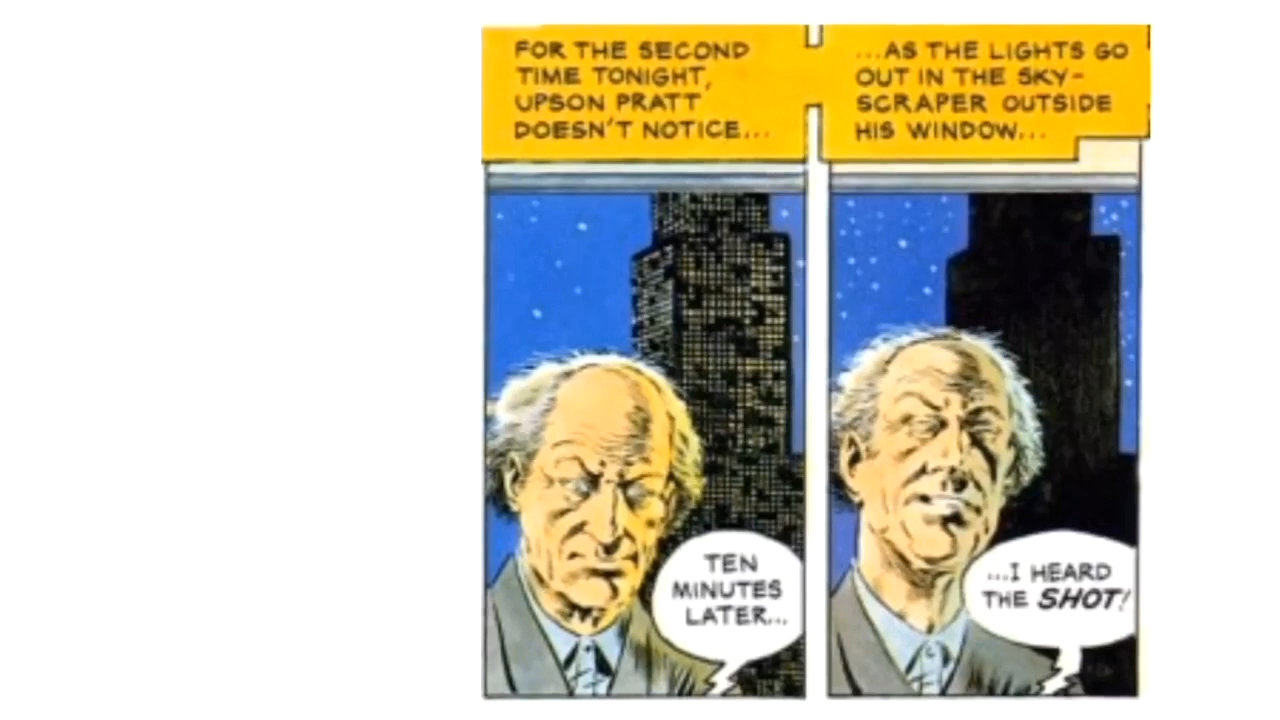 FOR THE SECOND
TIME TONIGHT,
UPSON PRATT
DOESN'T NOTICE...
TEN
MINUTES
LATER...
...AS THE LIGHTS GO
OUT IN THE SKY-
SCRAPER OUTSIDE
HIS WINDOW...
...I HEARD
THE SHOT!